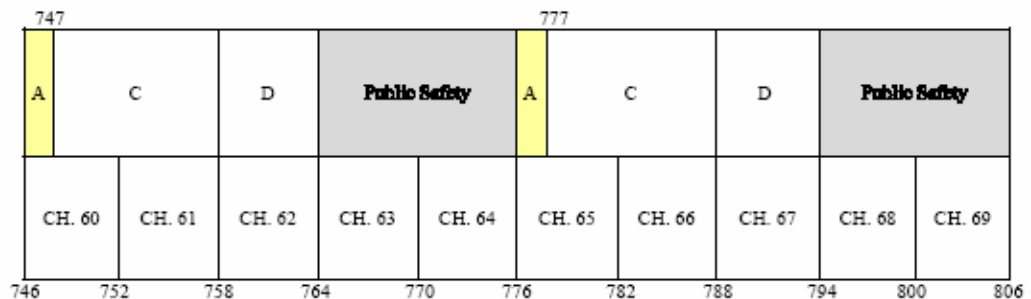 747 777
A C D Public Safety A C D Public Safety
CH. 60 CH. 61 CH. 62 CH. 63 CH. 64 CH. 65 CH. 66 CH. 67 CH. 68 CH. 69
746 752 758 764 770 776 782 788 794 800 806